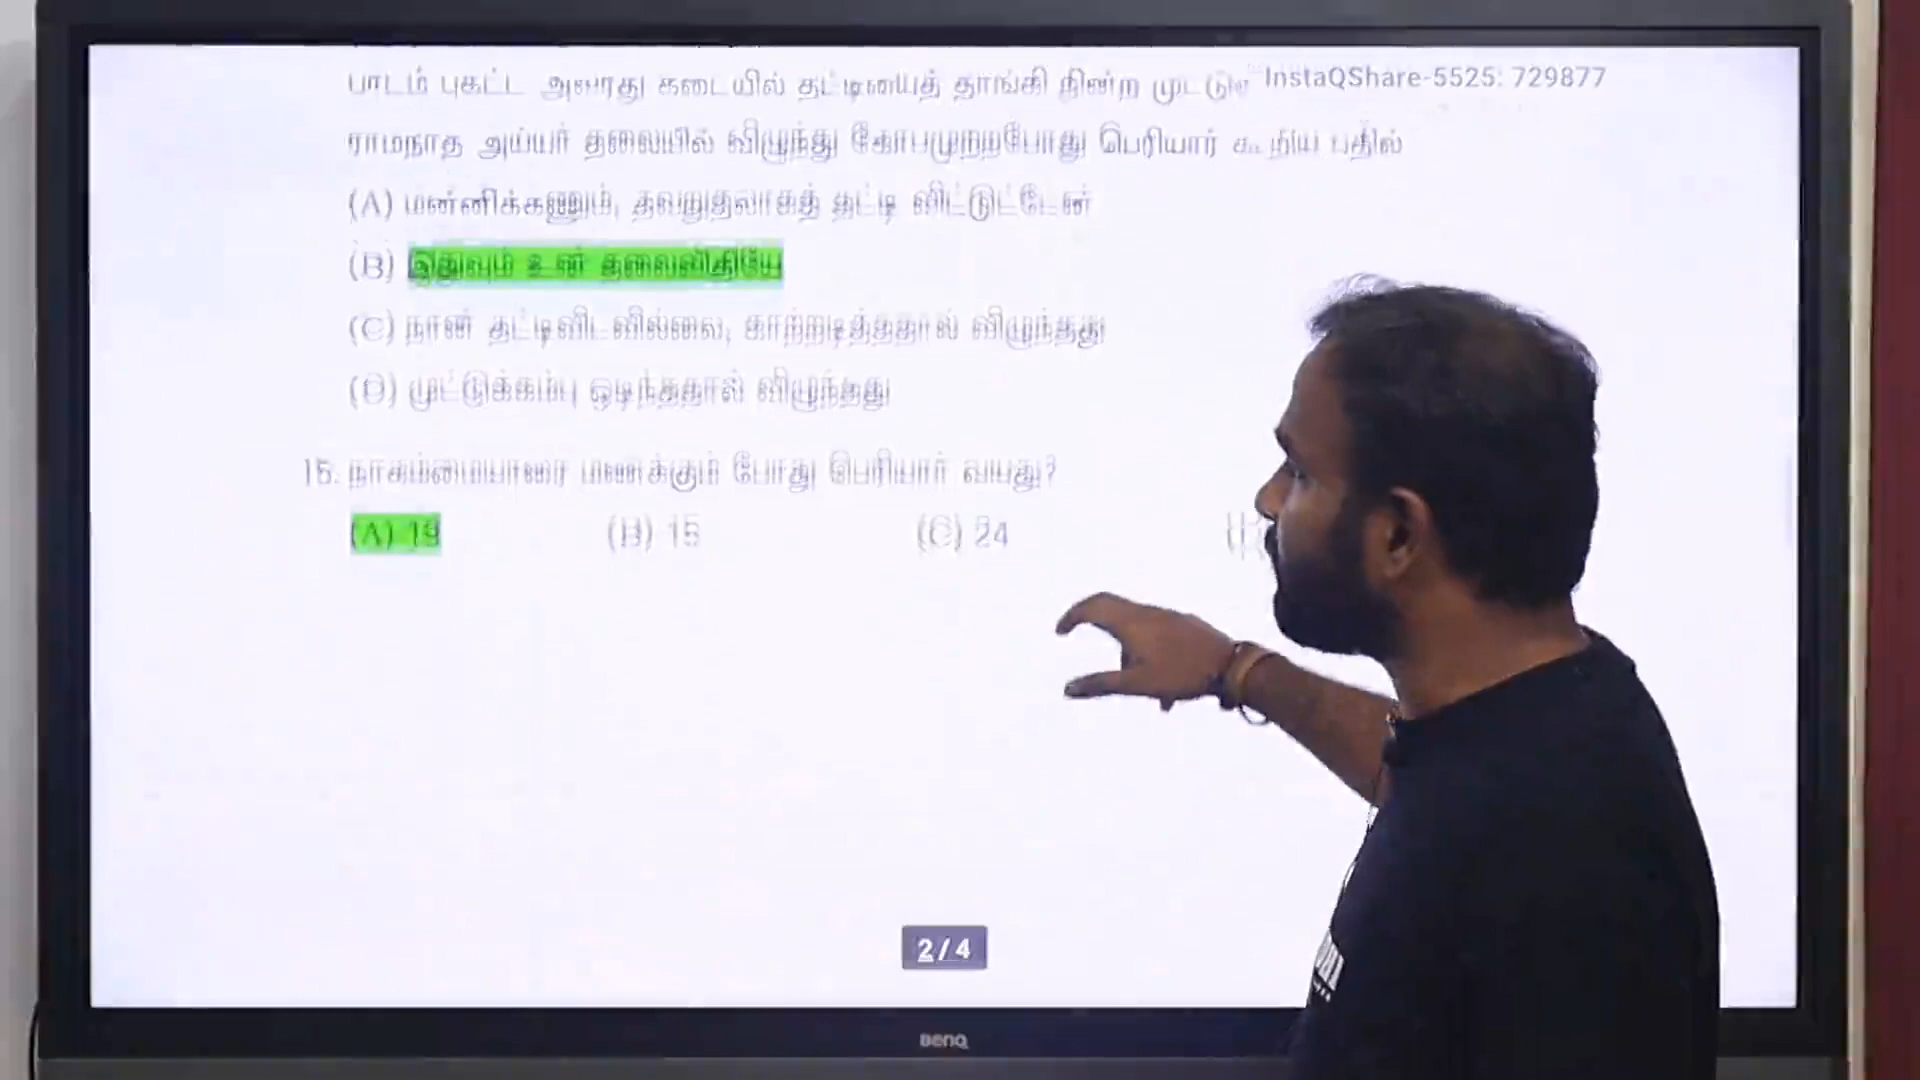 பாடம் புகட்ட அவரது கடையில் தட்டியைத் தாங்கி நின்ற InstaQShare-5525: 729877
ராமநாத அய்யர் தலையில் விழுந்து கோபமுற்றபோது பெரியார் கூறிய பதில்
(A) மன்னிக்கணும், தவறுதலாகத் தட்டி விட்டுட்டேன்
(B) இதுவும் உன் தலைவிதியே
(C) நான் தட்டிவிடவில்லை, காற்றடித்ததால் விழுந்தது
(D) முட்டுக்கம்பு ஒடிந்ததால் விழுந்தது
15. நாகம்மையாரை மணக்கும் போது பெரியார் வயது?
(A) 19 (B) 15 (C) 24
2 / 4
BenQ